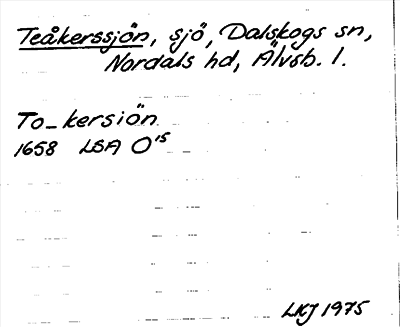 Teåkerssjön, sjö, Dalskogs sn,
Nordals hd, Älvsb. l.
To_kersiön
1658 LSA O¹⁵
LKJ 1975